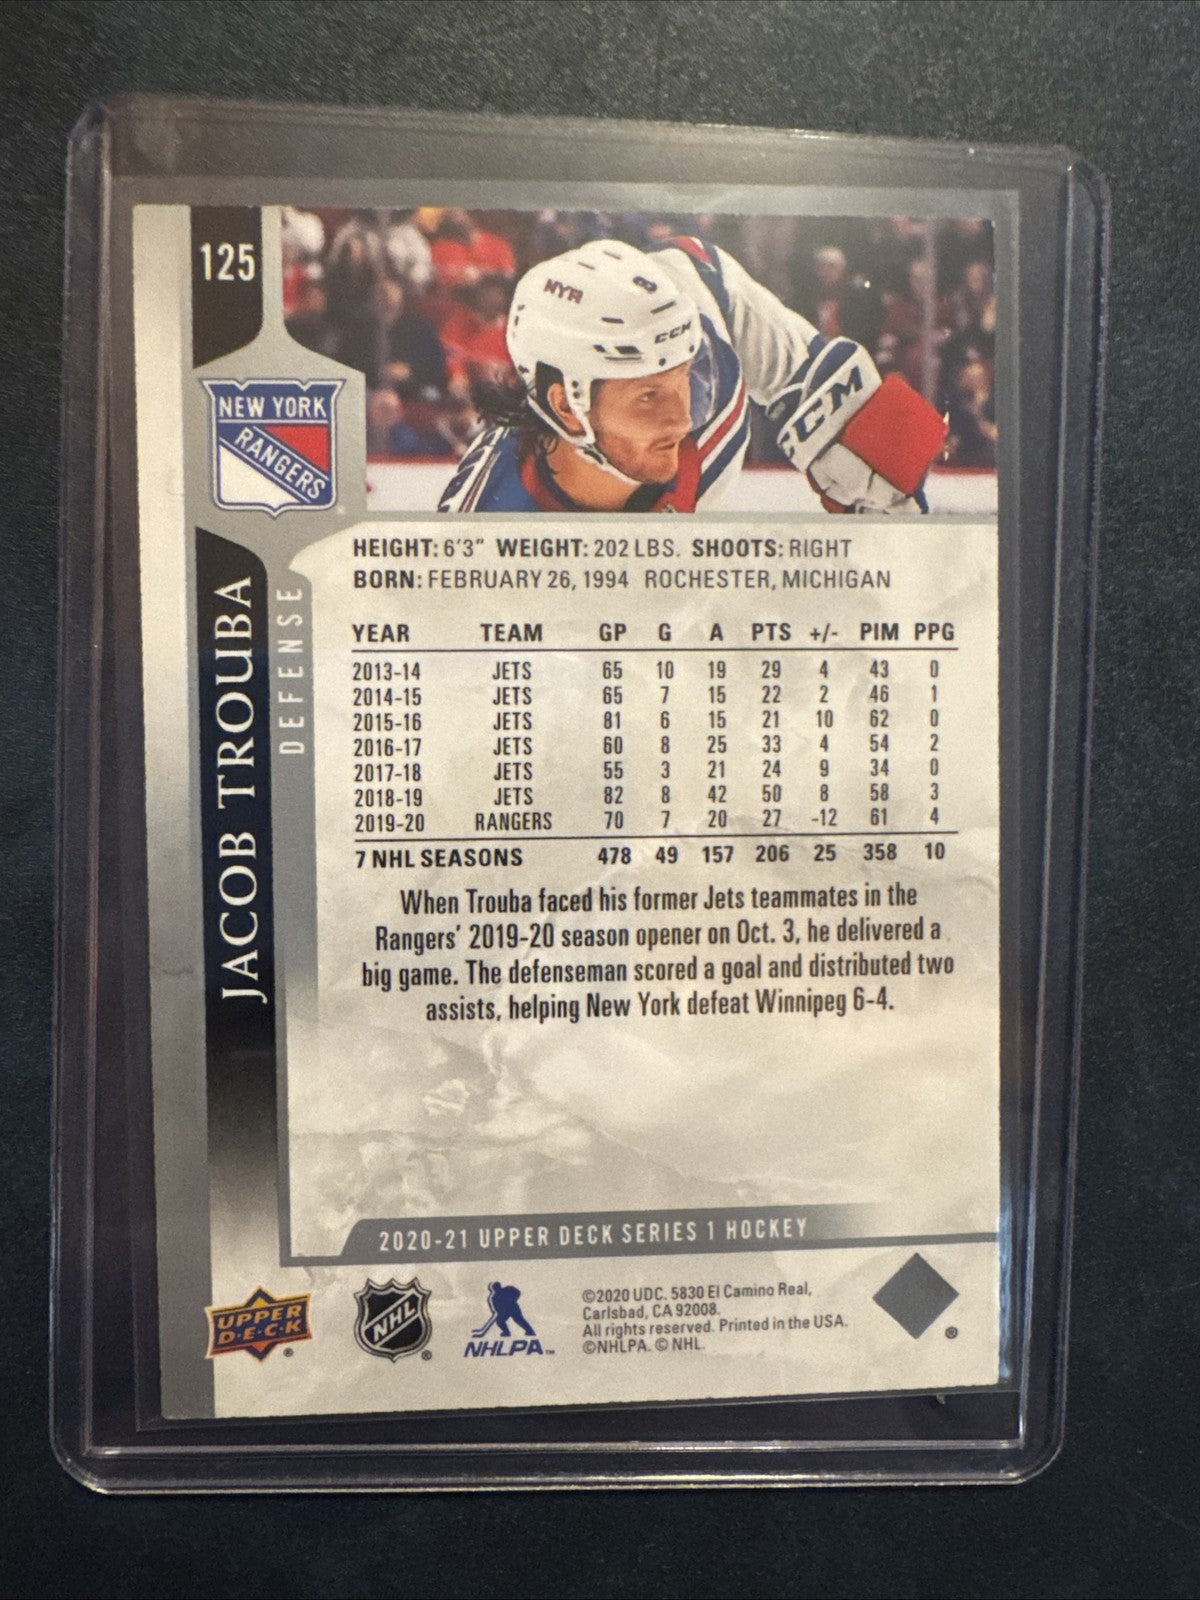 125
NYR
8
CCM
CCM
NEW YORK
RANGERS
JACOB TROUBA
DEFENSE
HEIGHT: 6'3" WEIGHT: 202 LBS. SHOOTS: RIGHT
BORN: FEBRUARY 26, 1994 ROCHESTER, MICHIGAN
YEAR TEAM GP G A PTS +/- PIM PPG
2013-14 JETS 65 10 19 29 4 43 0
2014-15 JETS 65 7 15 22 2 46 1
2015-16 JETS 81 6 15 21 10 62 0
2016-17 JETS 60 8 25 33 4 54 2
2017-18 JETS 55 3 21 24 9 34 0
2018-19 JETS 82 8 42 50 8 58 3
2019-20 RANGERS 70 7 20 27 -12 61 4
7 NHL SEASONS 478 49 157 206 25 358 10
When Trouba faced his former Jets teammates in the
Rangers' 2019-20 season opener on Oct. 3, he delivered a
big game. The defenseman scored a goal and distributed two
assists, helping New York defeat Winnipeg 6-4.
2020-21 UPPER DECK SERIES 1 HOCKEY
UPPER
D·E·C·K®
NHL®
NHLPA™
©2020 UDC. 5830 El Camino Real,
Carlsbad, CA 92008.
All rights reserved. Printed in the USA.
©NHLPA. © NHL.
®